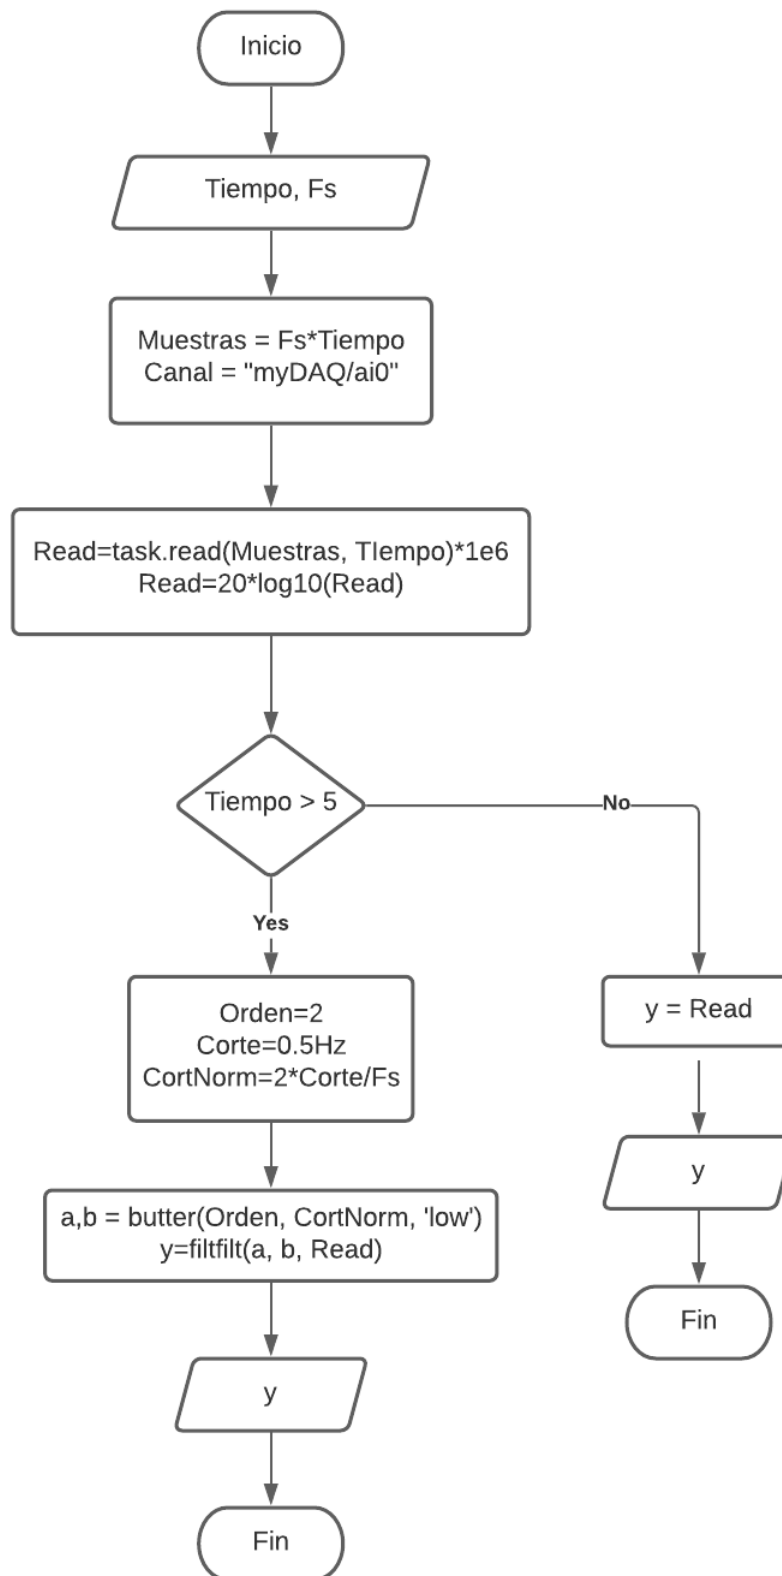 Inicio
Tiempo, Fs
Muestras = Fs*Tiempo
Canal = "myDAQ/ai0"
Read=task.read(Muestras, TIempo)*1e6
Read=20*log10(Read)
Tiempo > 5
No
Yes
Orden=2
Corte=0.5Hz
CortNorm=2*Corte/Fs
y = Read
a,b = butter(Orden, CortNorm, 'low')
y=filtfilt(a, b, Read)
y
Fin
y
Fin